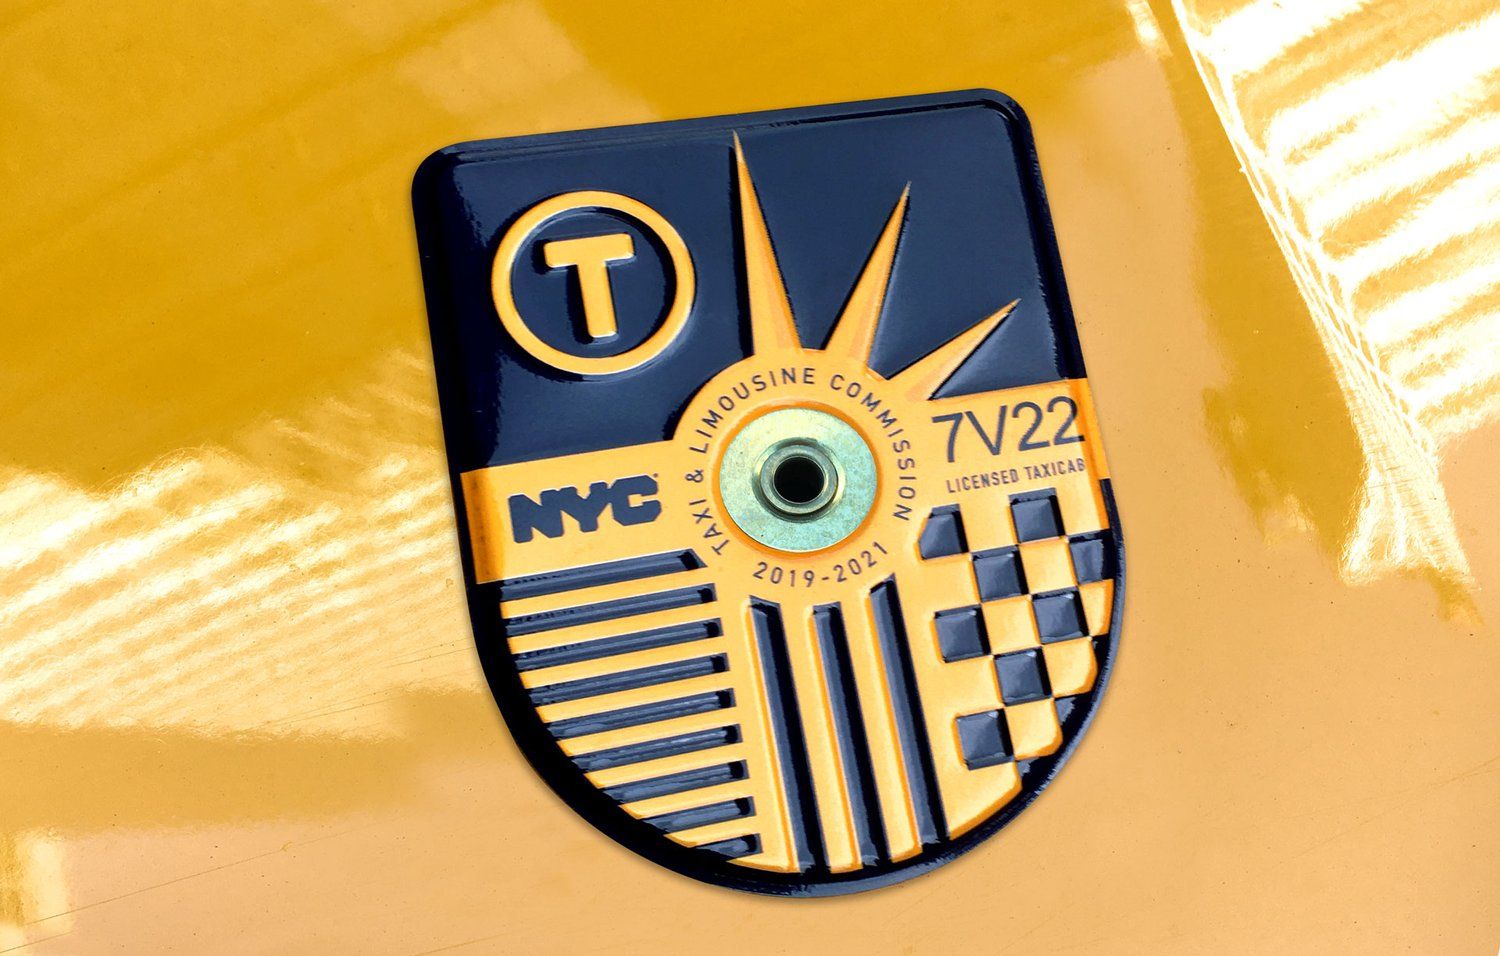 T
TAXI & LIMOUSINE COMMISSION
7V22
LICENSED TAXICAB
NYC
2019-2021